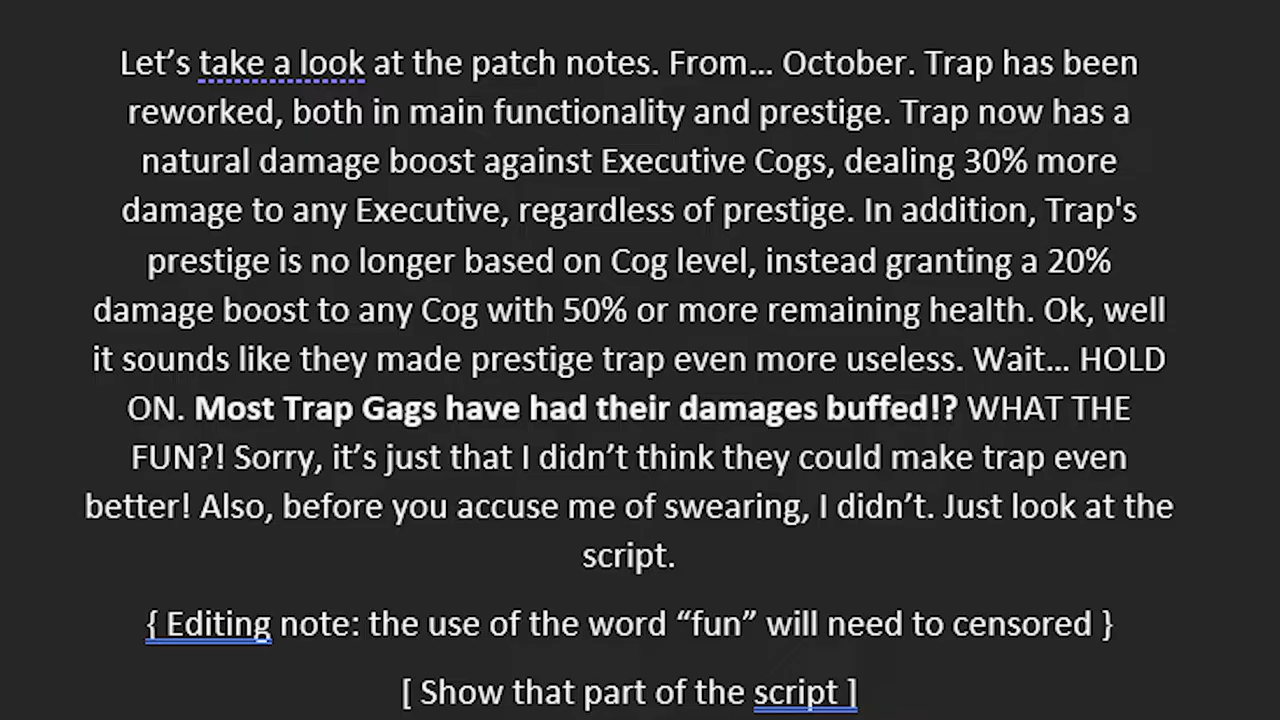 Let’s take a look at the patch notes. From... October. Trap has been
reworked, both in main functionality and prestige. Trap now has a
natural damage boost against Executive Cogs, dealing 30% more
damage to any Executive, regardless of prestige. In addition, Trap's
prestige is no longer based on Cog level, instead granting a 20%
damage boost to any Cog with 50% or more remaining health. Ok, well
it sounds like they made prestige trap even more useless. Wait... HOLD
ON. Most Trap Gags have had their damages buffed!? WHAT THE
FUN?! Sorry, it’s just that I didn’t think they could make trap even
better! Also, before you accuse me of swearing, I didn’t. Just look at the
script.
{ Editing note: the use of the word “fun” will need to censored }
[ Show that part of the script ]